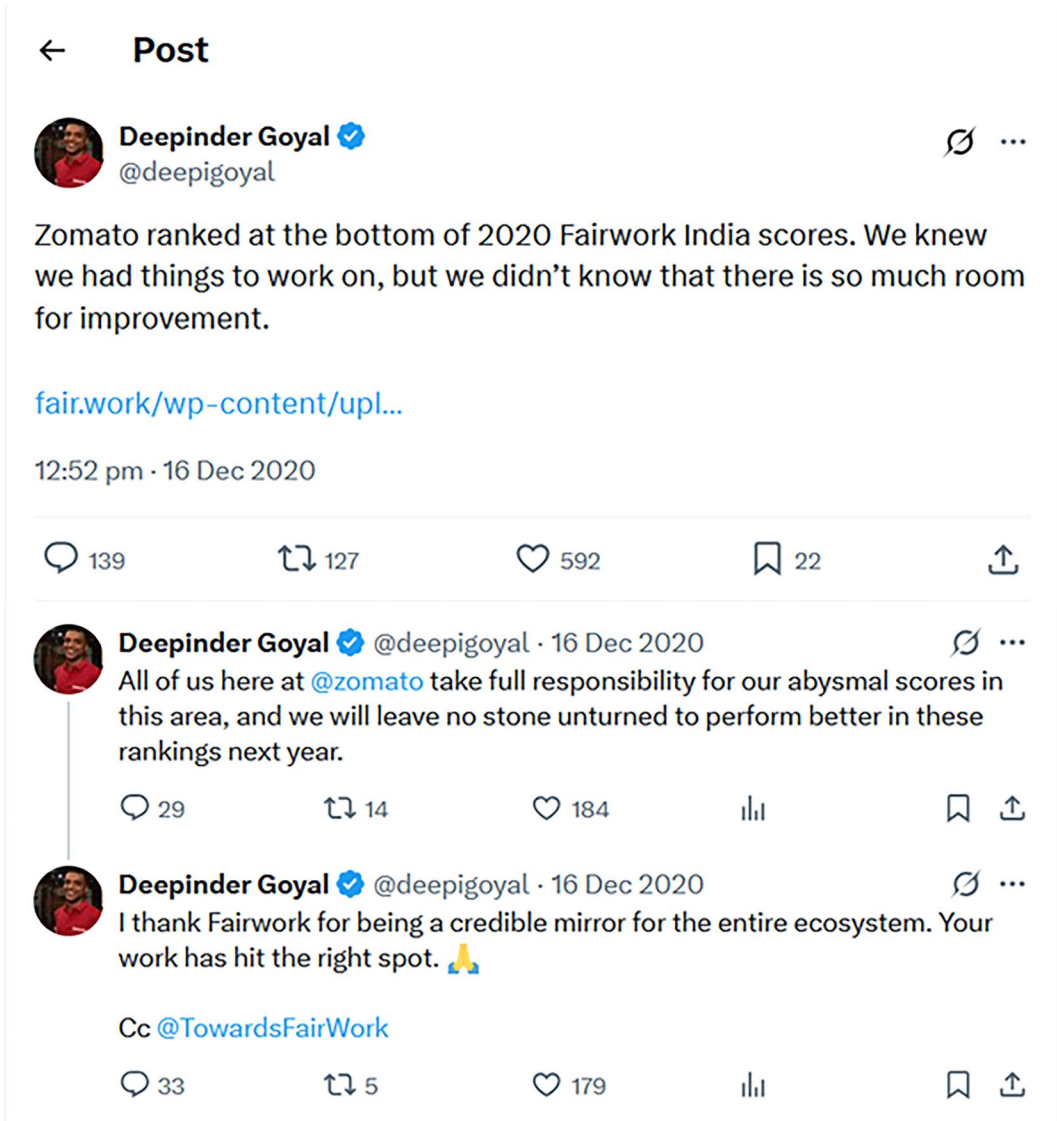 Post
Deepinder Goyal
@deepigoyal
Zomato ranked at the bottom of 2020 Fairwork India scores. We knew
we had things to work on, but we didn’t know that there is so much room
for improvement.
fair.work/wp-content/upl...
12:52 pm · 16 Dec 2020
139 127 592 22
Deepinder Goyal @deepigoyal · 16 Dec 2020
All of us here at @zomato take full responsibility for our abysmal scores in
this area, and we will leave no stone unturned to perform better in these
rankings next year.
29 14 184
Deepinder Goyal @deepigoyal · 16 Dec 2020
I thank Fairwork for being a credible mirror for the entire ecosystem. Your
work has hit the right spot. 🙏
Cc @TowardsFairWork
33 5 179